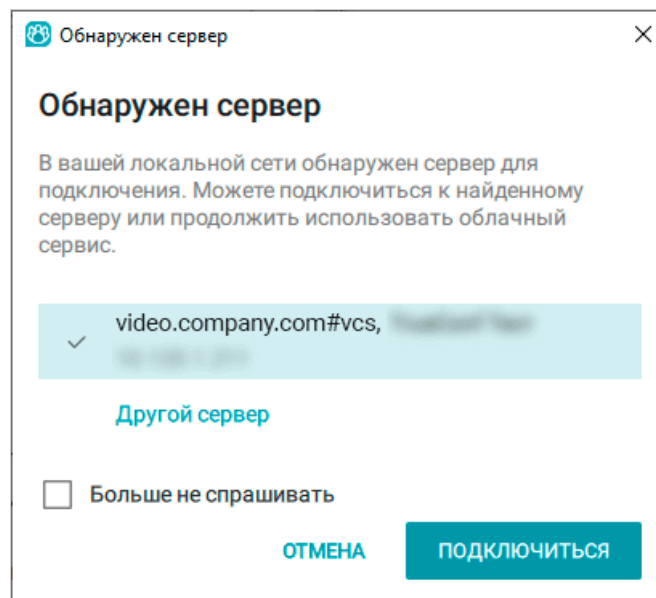 Обнаружен сервер
Обнаружен сервер
В вашей локальной сети обнаружен сервер для
подключения. Можете подключиться к найденному
серверу или продолжить использовать облачный
сервис.
video.company.com#vcs,
Другой сервер
Больше не спрашивать
ОТМЕНА ПОДКЛЮЧИТЬСЯ